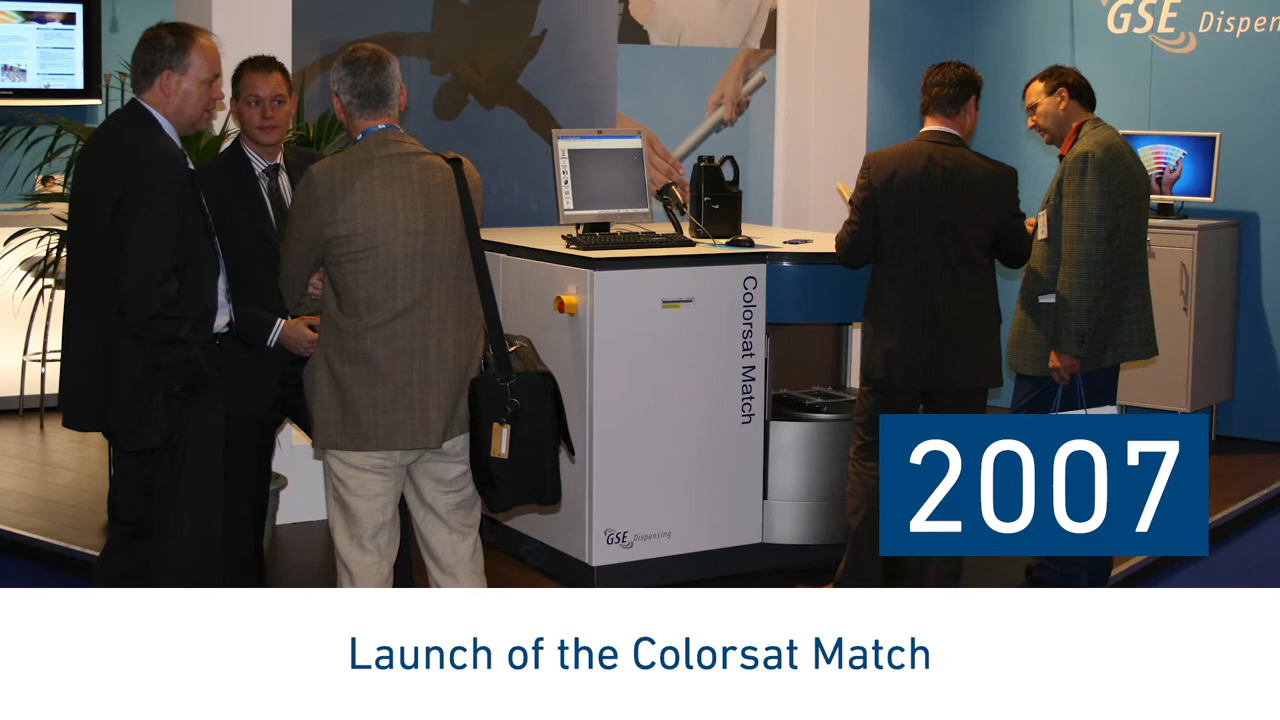 GSE Dispen
Colorsat Match
GSE Dispensing
2007
Launch of the Colorsat Match